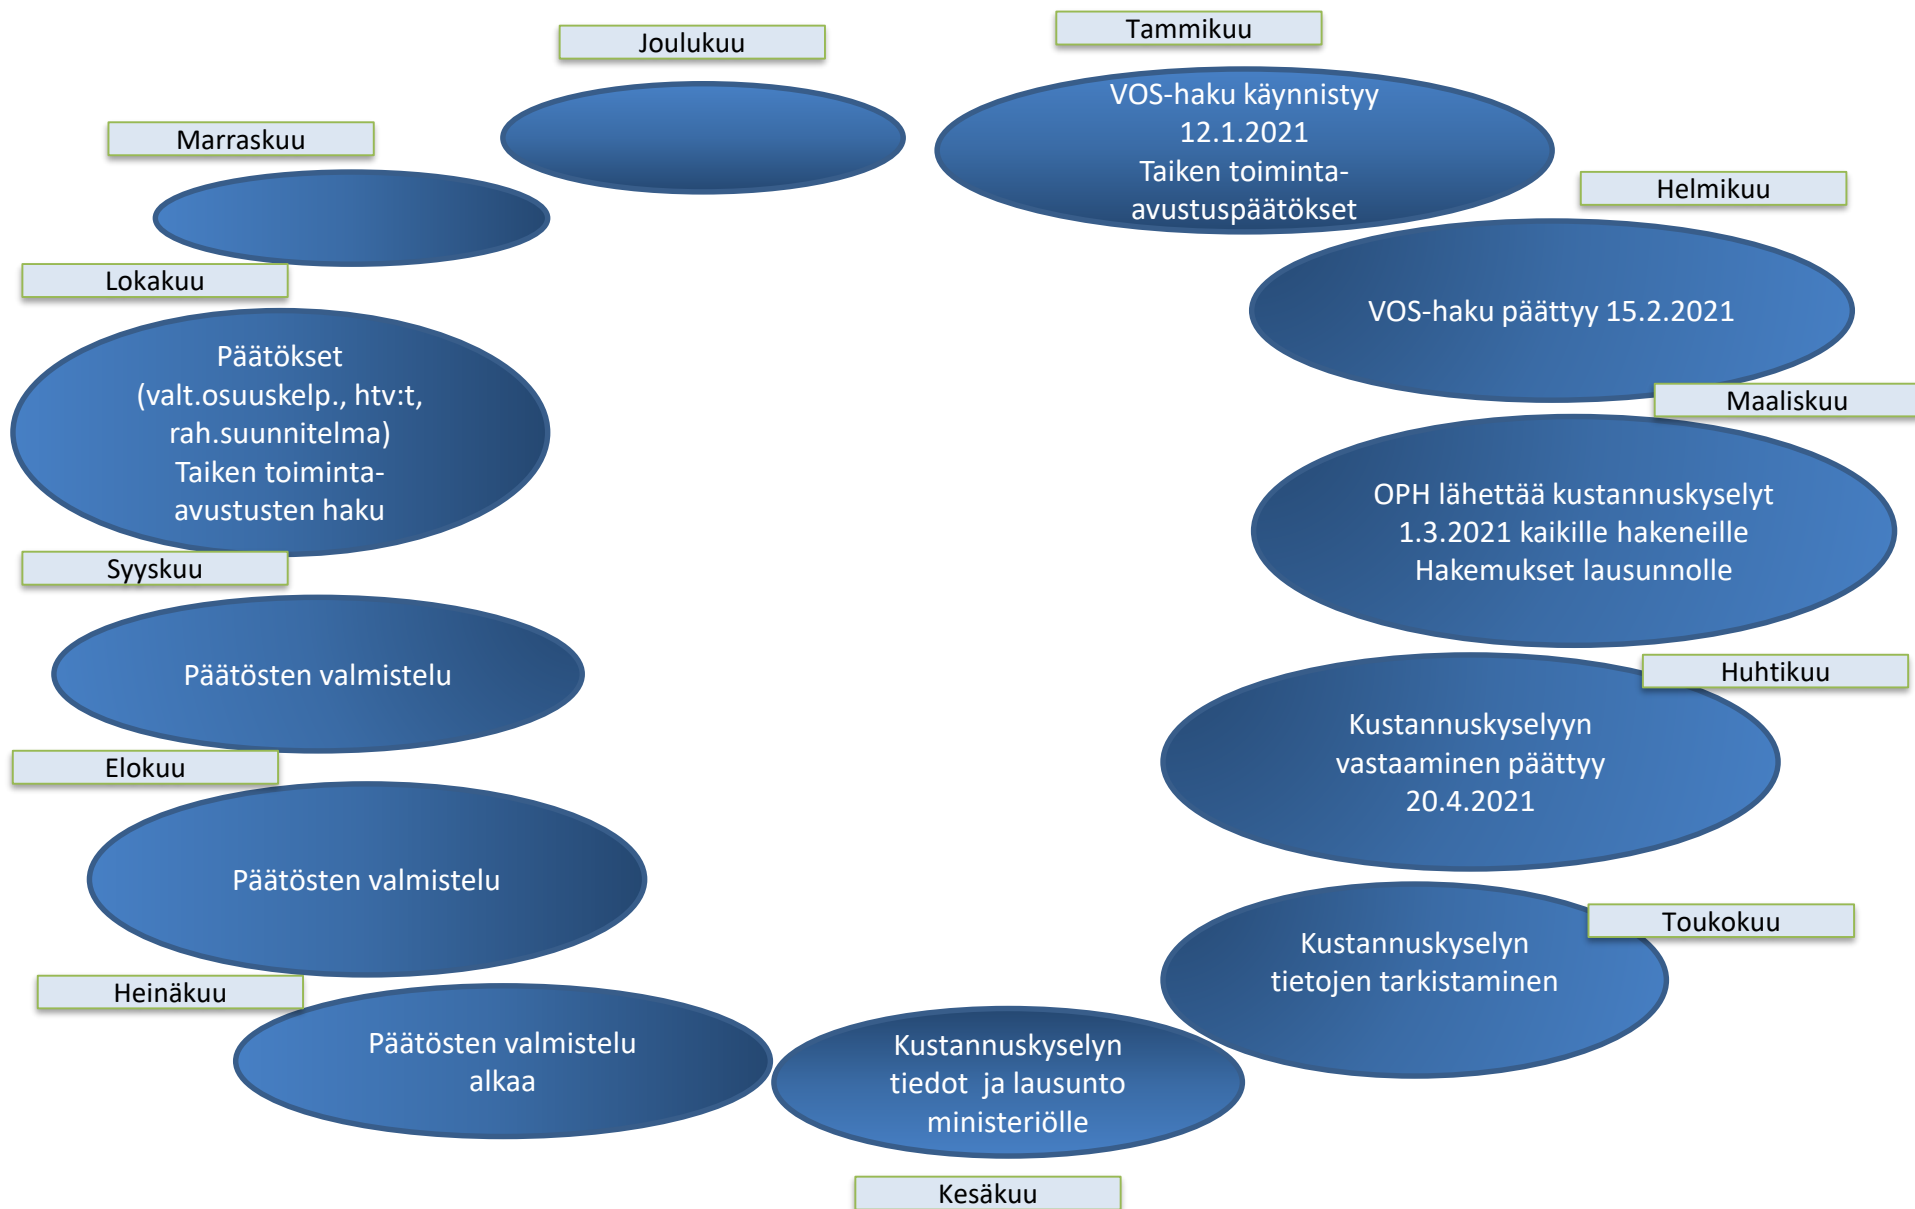 Tammikuu
VOS-haku käynnistyy
12.1.2021
Taiken toiminta-
avustuspäätökset
Helmikuu
VOS-haku päättyy 15.2.2021
Maaliskuu
OPH lähettää kustannuskyselyt
1.3.2021 kaikille hakeneille
Hakemukset lausunnolle
Huhtikuu
Kustannuskyselyyn
vastaaminen päättyy
20.4.2021
Toukokuu
Kustannuskyselyn
tietojen tarkistaminen
Kustannuskyselyn
tiedot ja lausunto
ministeriölle
Kesäkuu
Heinäkuu
Päätösten valmistelu
alkaa
Elokuu
Päätösten valmistelu
Syyskuu
Päätösten valmistelu
Lokakuu
Päätökset
(valt.osuuskelp., htv:t,
rah.suunnitelma)
Taiken toiminta-
avustusten haku
Marraskuu
Joulukuu